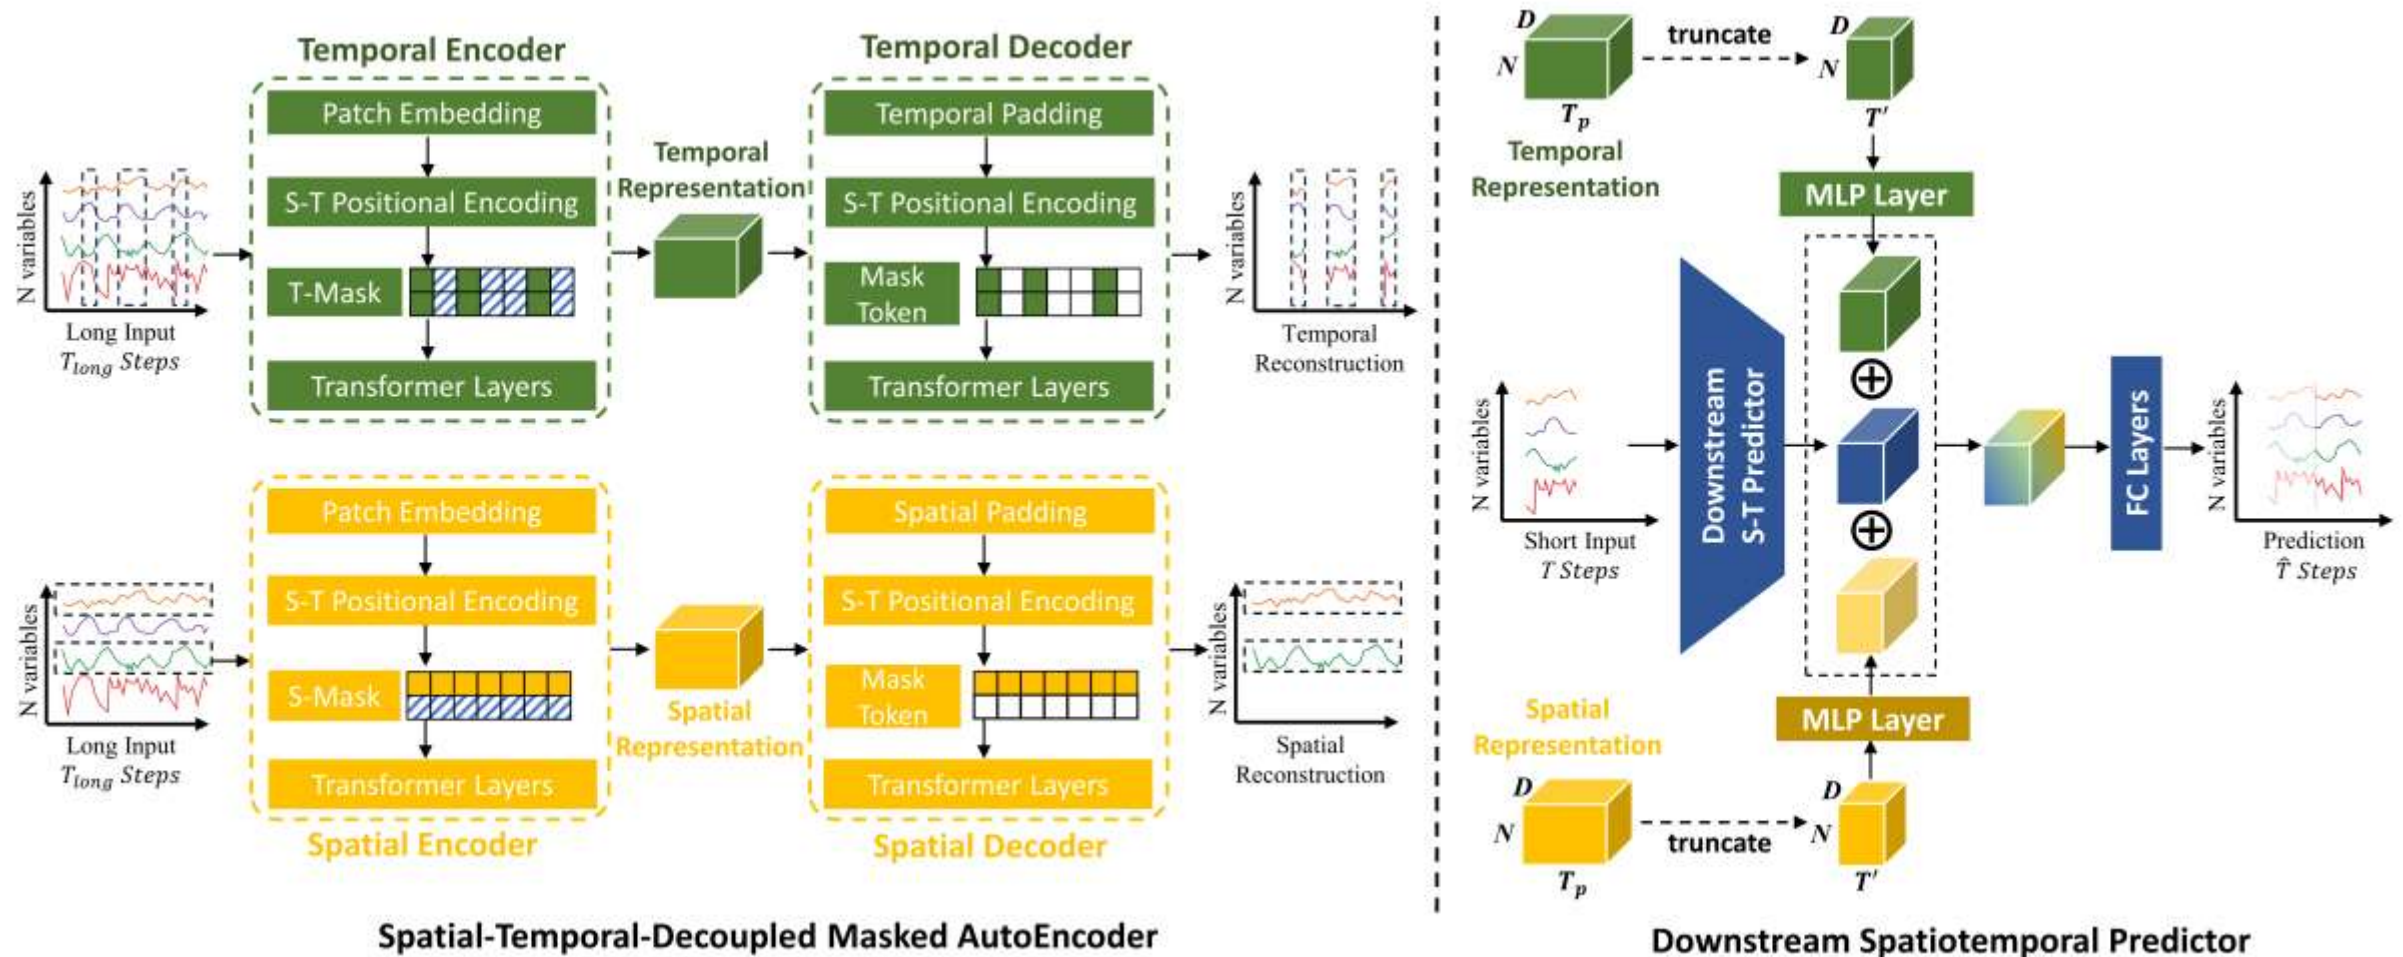 Temporal Encoder
Patch Embedding
S-T Positional Encoding
T-Mask
Transformer Layers
N variables
Long Input
T_long Steps
Temporal
Representation
Temporal Decoder
Temporal Padding
S-T Positional Encoding
Mask
Token
Transformer Layers
N variables
Temporal
Reconstruction
N variables
Long Input
T_long Steps
Patch Embedding
S-T Positional Encoding
S-Mask
Transformer Layers
Spatial Encoder
Spatial
Representation
Spatial Padding
S-T Positional Encoding
Mask
Token
Transformer Layers
Spatial Decoder
N variables
Spatial
Reconstruction
Spatial-Temporal-Decoupled Masked AutoEncoder
D
N
T_p
truncate
D
N
T′
Temporal
Representation
MLP Layer
N variables
Short Input
T Steps
Downstream
S-T Predictor
FC Layers
N variables
Prediction
T̂ Steps
MLP Layer
Spatial
Representation
D
N
T_p
truncate
D
N
T′
Downstream Spatiotemporal Predictor